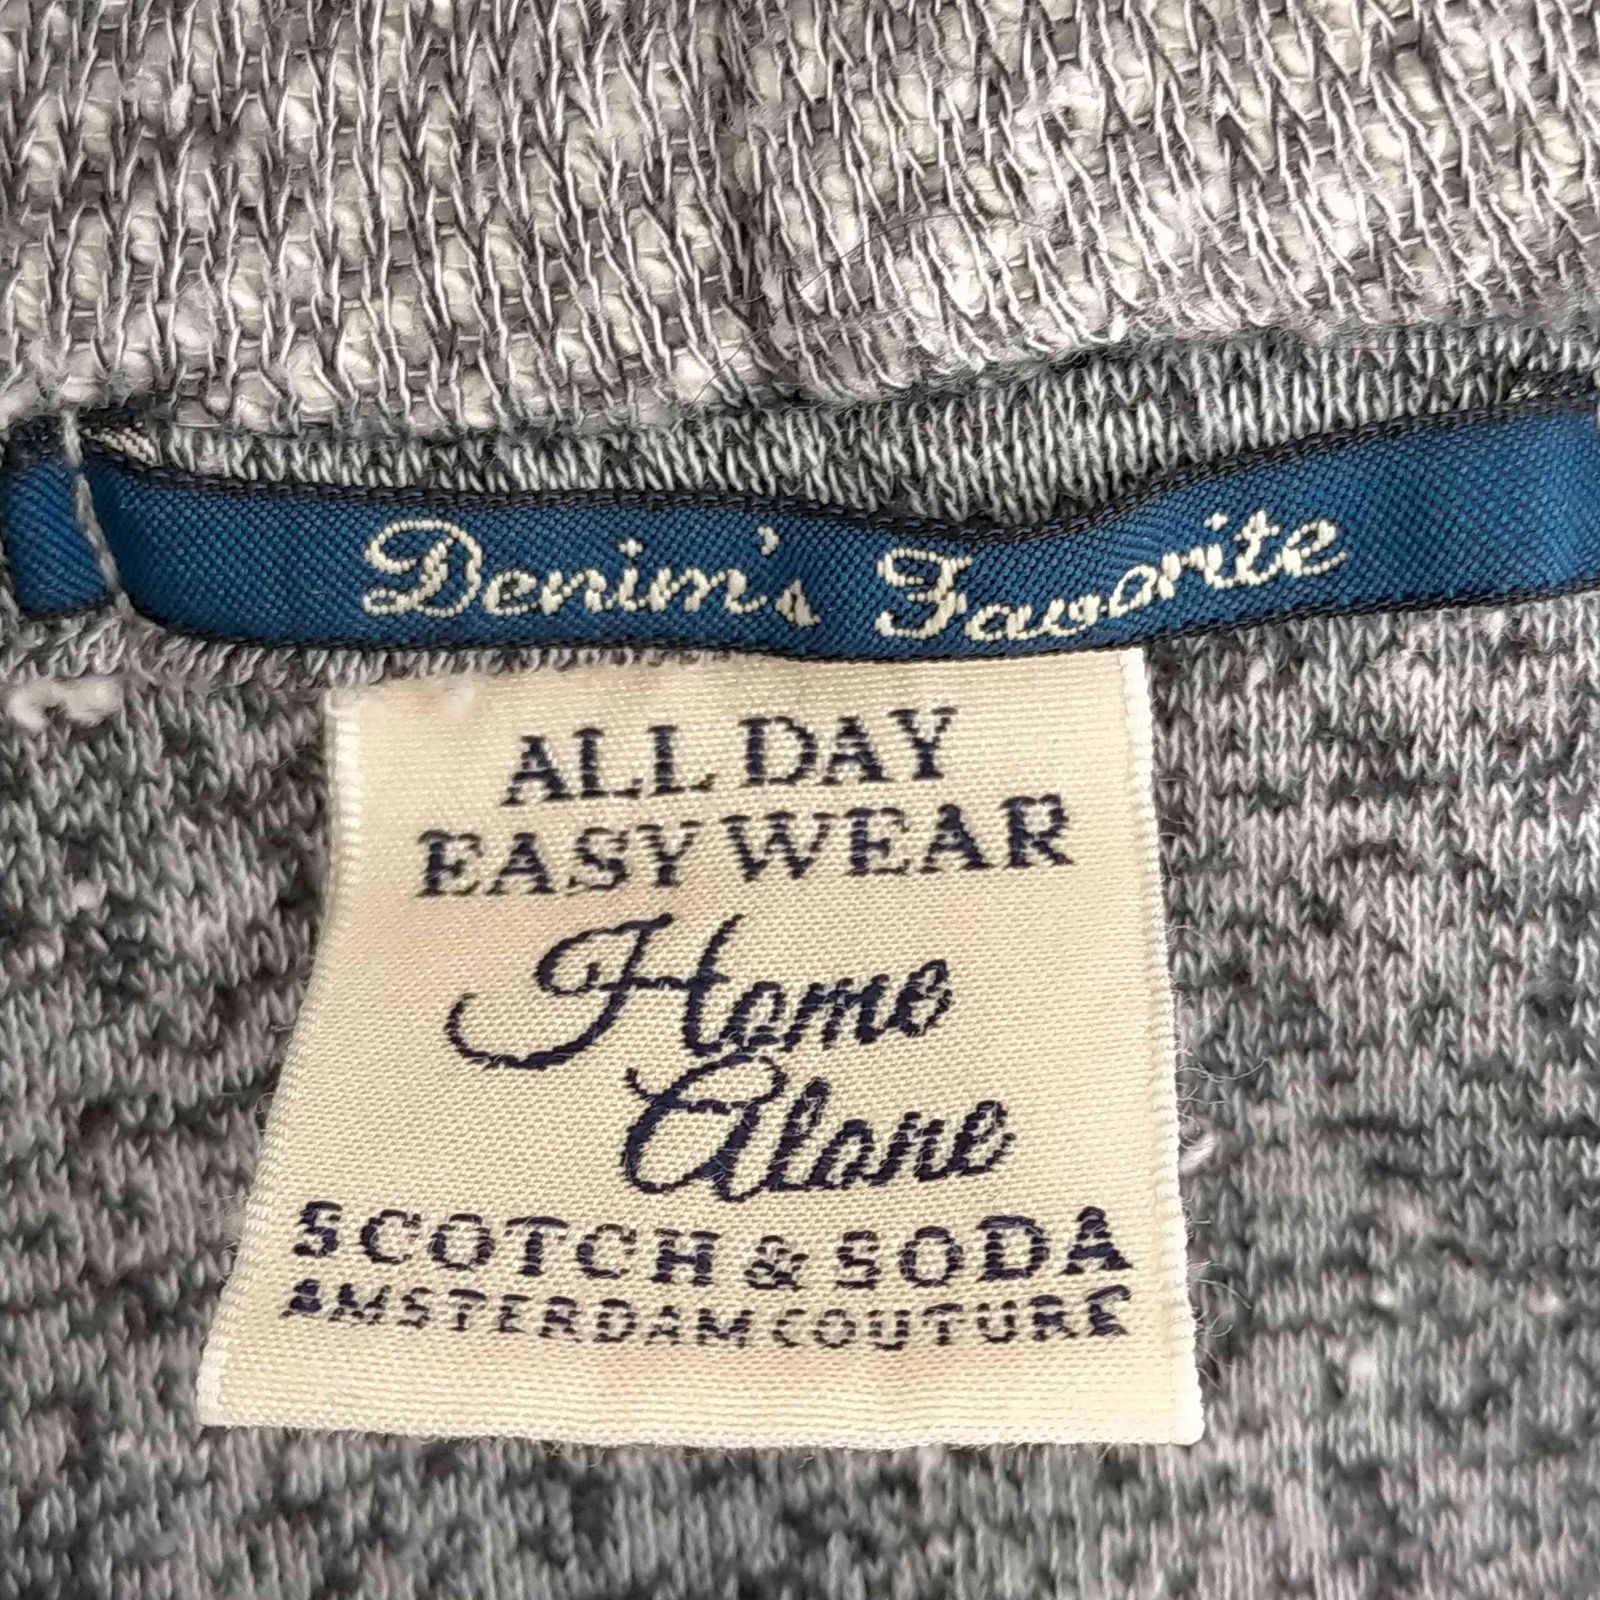 Denim's Favorite
ALL DAY
EASY WEAR
Home
Alone
SCOTCH & SODA
AMSTERDAM COUTURE